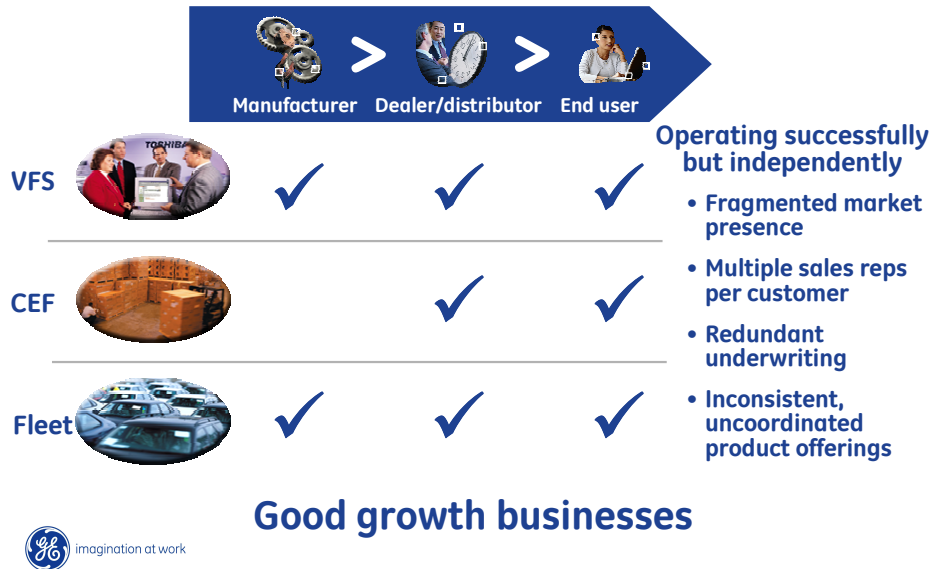 Manufacturer Dealer/distributor End user
Operating successfully
but independently
VFS
TOSHIBA
• Fragmented market
presence
• Multiple sales reps
per customer
CEF
• Redundant
underwriting
• Inconsistent,
uncoordinated
product offerings
Fleet
Good growth businesses
GE imagination at work